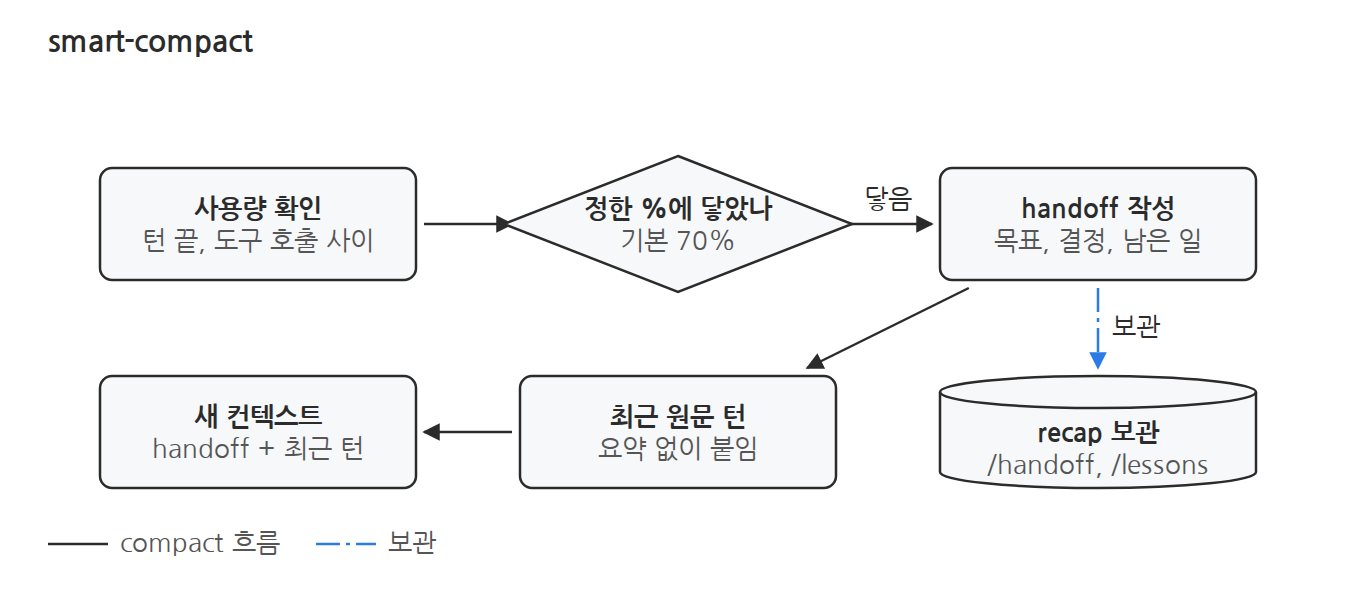 smart-compact
사용량 확인
턴 끝, 도구 호출 사이
정한 %에 닿았나
기본 70%
닿음
handoff 작성
목표, 결정, 남은 일
보관
새 컨텍스트
handoff + 최근 턴
최근 원문 턴
요약 없이 붙임
recap 보관
/handoff, /lessons
compact 흐름
보관